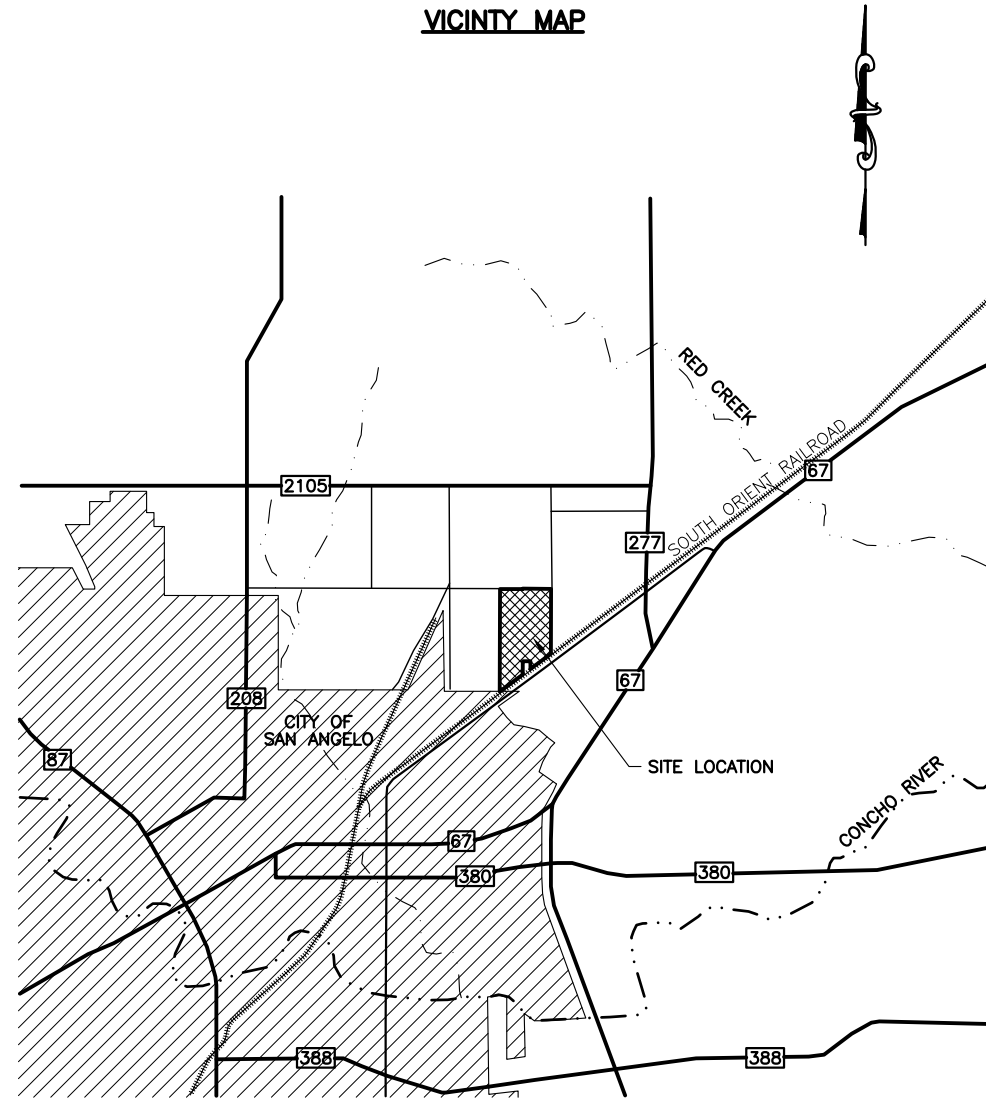 VICINTY MAP
RED CREEK
SOUTH ORIENT RAILROAD
67
2105
277
67
208
CITY OF
SAN ANGELO
87
SITE LOCATION
CONCHO RIVER
67
380
380
388
388